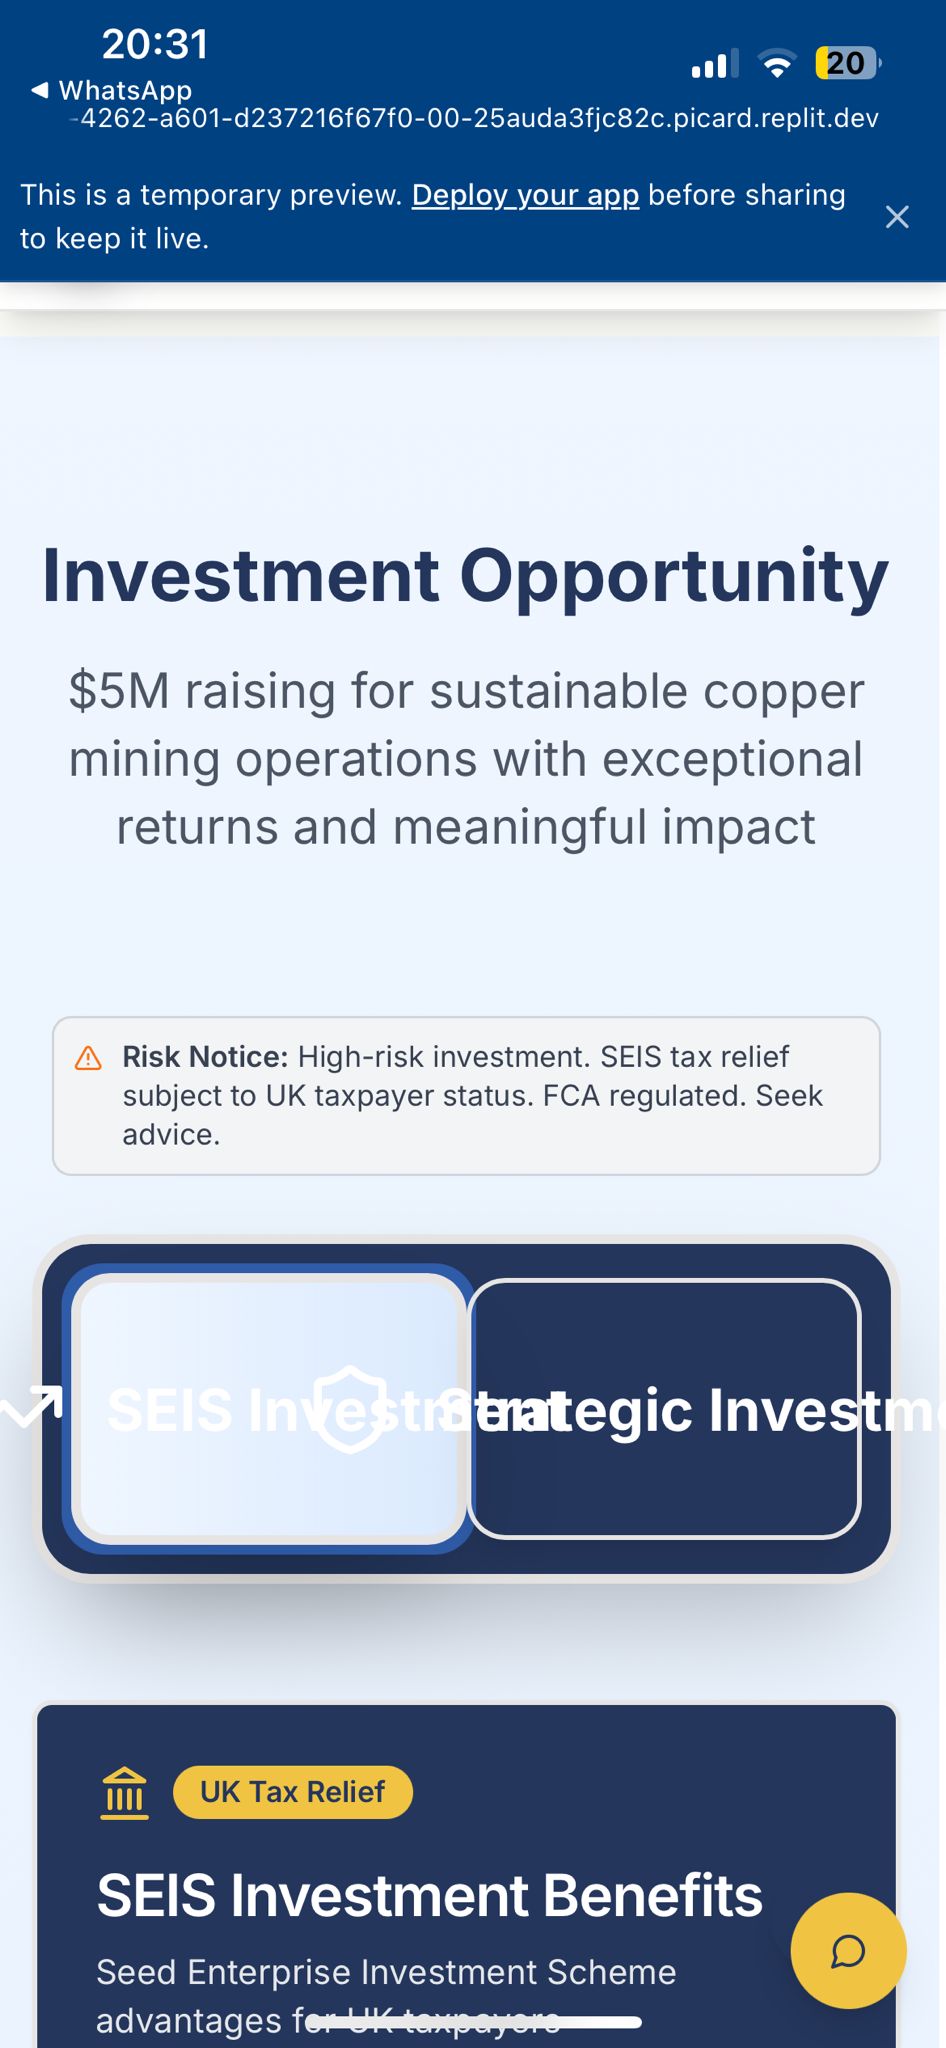 20:31
20
◀ WhatsApp
-4262-a601-d237216f67f0-00-25auda3fjc82c.picard.replit.dev
This is a temporary preview. Deploy your app before sharing
to keep it live.
Investment Opportunity
$5M raising for sustainable copper
mining operations with exceptional
returns and meaningful impact
Risk Notice: High-risk investment. SEIS tax relief
subject to UK taxpayer status. FCA regulated. Seek
advice.
SEIS Investment
Strategic Investm
UK Tax Relief
SEIS Investment Benefits
Seed Enterprise Investment Scheme
advantages for UK taxpayers